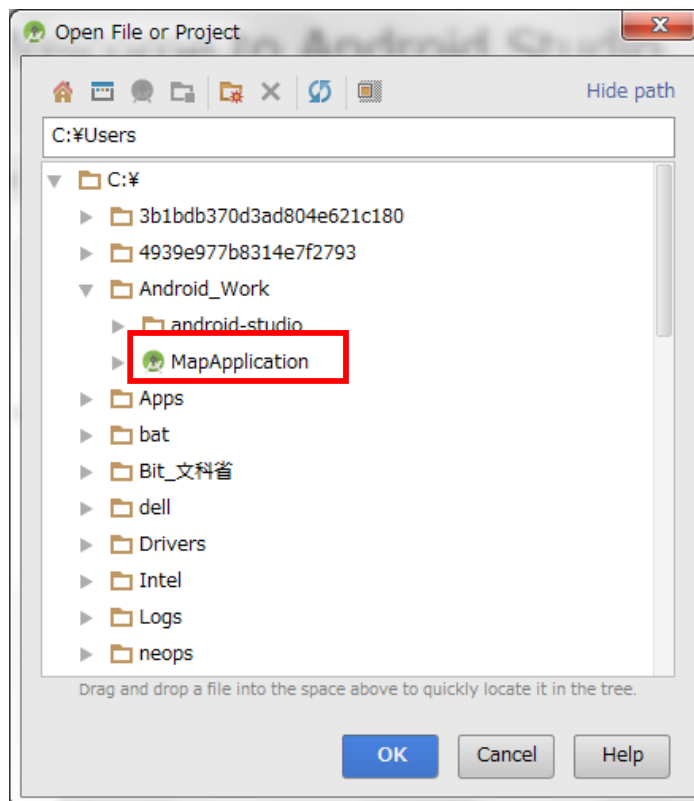 Open File or Project
Hide path
C:¥Users
C:¥
3b1bdb370d3ad804e621c180
4939e977b8314e7f2793
Android_Work
android-studio
MapApplication
Apps
bat
Bit_文科省
dell
Drivers
Intel
Logs
neops
Drag and drop a file into the space above to quickly locate it in the tree.
OK Cancel Help